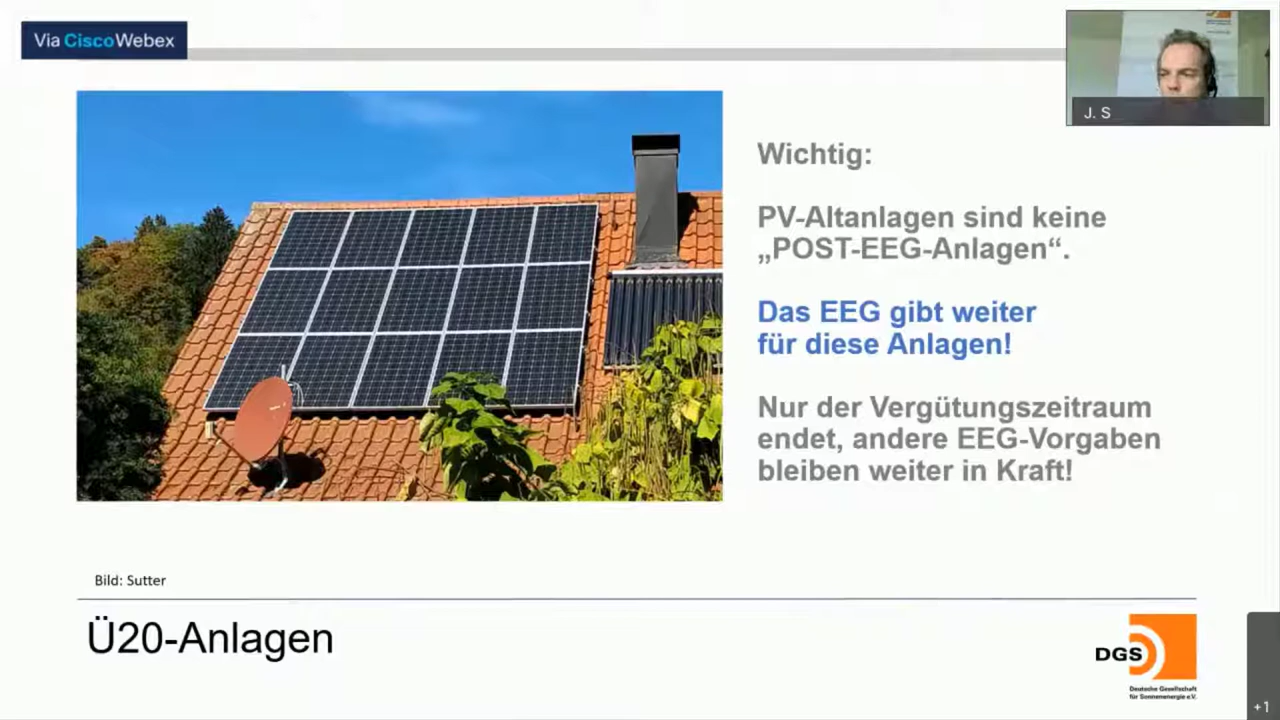 Via CiscoWebex
J. S
Wichtig:
PV-Altanlagen sind keine
„POST-EEG-Anlagen“.
Das EEG gibt weiter
für diese Anlagen!
Nur der Vergütungszeitraum
endet, andere EEG-Vorgaben
bleiben weiter in Kraft!
Bild: Sutter
Ü20-Anlagen
DGS
Deutsche Gesellschaft
für Sonnenenergie e.V.
+1